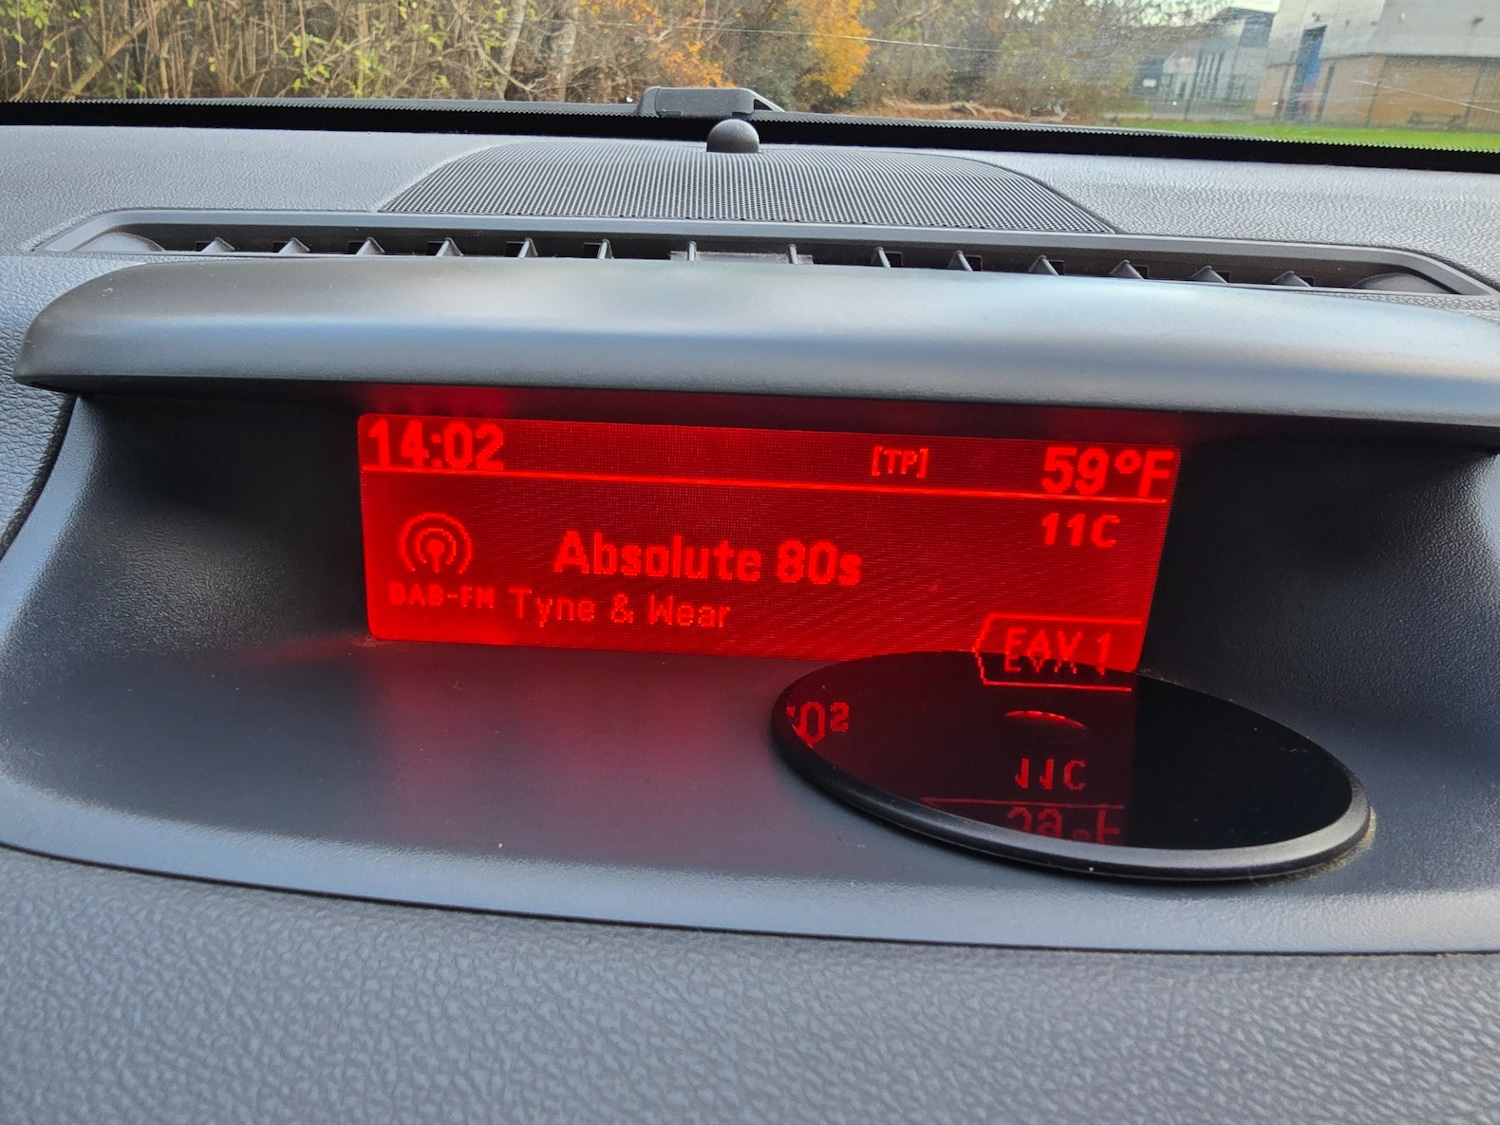 14:02 [TP] 59°F
11C
Absolute 80s
DAB-FM Tyne & Wear
FAV 1